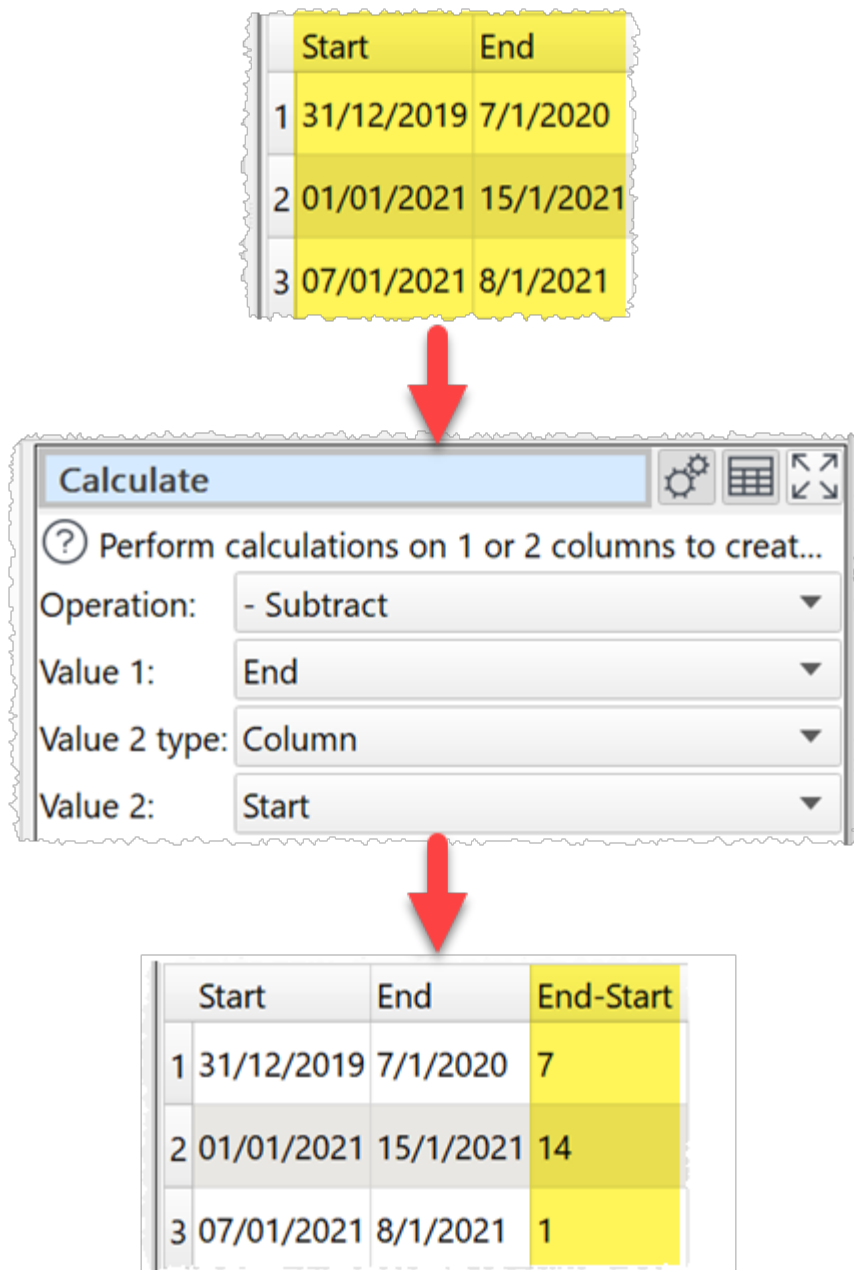 Start End
1 31/12/2019 7/1/2020
2 01/01/2021 15/1/2021
3 07/01/2021 8/1/2021
Calculate
? Perform calculations on 1 or 2 columns to creat...
Operation: - Subtract
Value 1: End
Value 2 type: Column
Value 2: Start
Start End End-Start
1 31/12/2019 7/1/2020 7
2 01/01/2021 15/1/2021 14
3 07/01/2021 8/1/2021 1